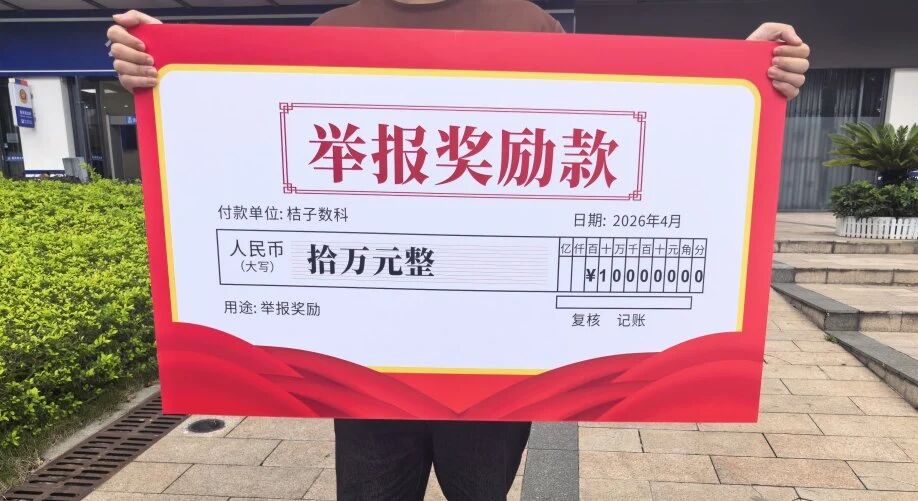 举报奖励款
付款单位: 桔子数科
日期: 2026年4月
人民币
(大写)
拾万元整
亿仟百十万千百十元角分
¥10000000
用途: 举报奖励
复核 记账